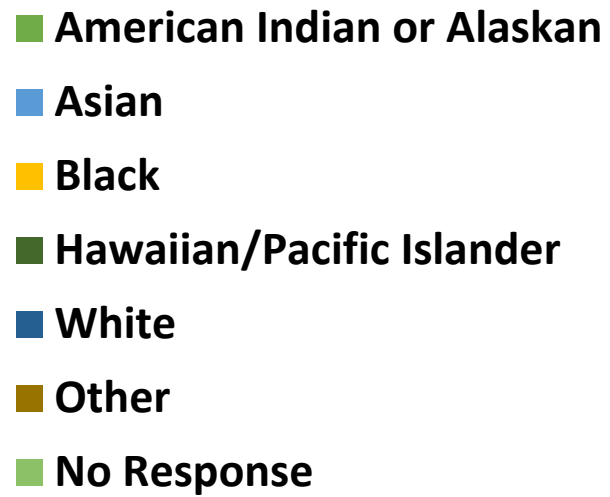 American Indian or Alaskan
Asian
Black
Hawaiian/Pacific Islander
White
Other
No Response